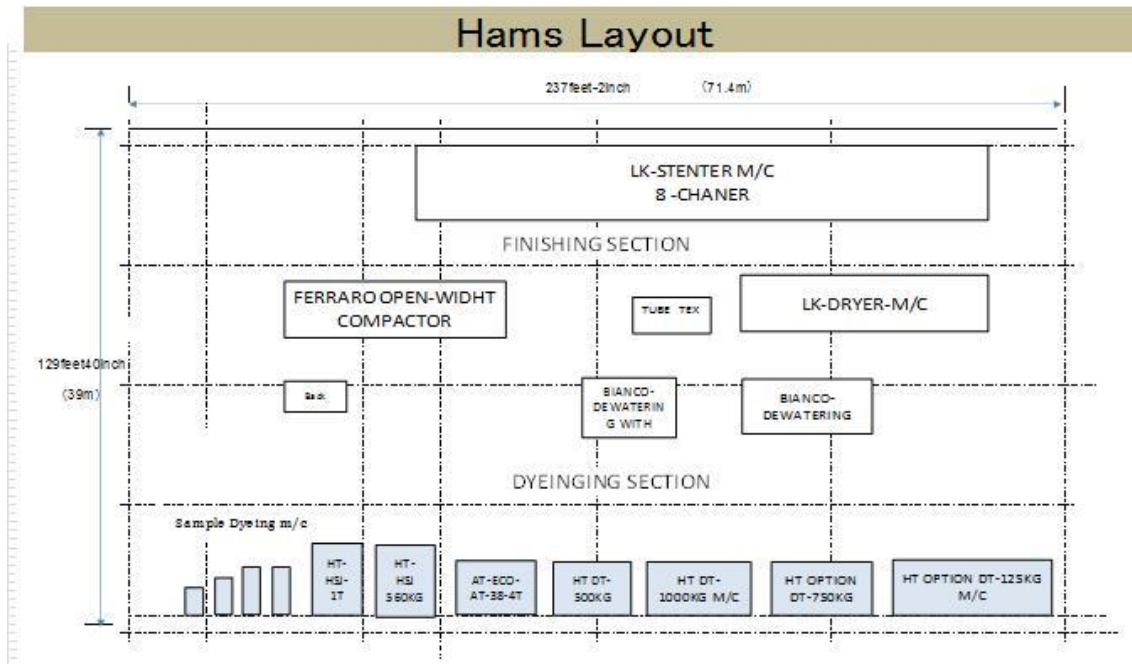 Hams Layout
237feet-2inch (71.4m)
LK-STENTER M/C
8 -CHANER
FINISHING SECTION
FERRARO OPEN-WIDHT
COMPACTOR
TUBE TEX
LK-DRYER-M/C
129feet40inch
(39m)
BIANCO-
DEWATERIN
G WITH
BIANCO-
DEWATERING
DYEINGING SECTION
Sample Dyeing m/c
HT-
HSJ-
1T
HT-
HSJ
560KG
AT-ECO-
AT-38-4T
HT DT-
500KG
HT DT-
1000KG M/C
HT OPTION
DT-750KG
HT OPTION DT-125KG
M/C